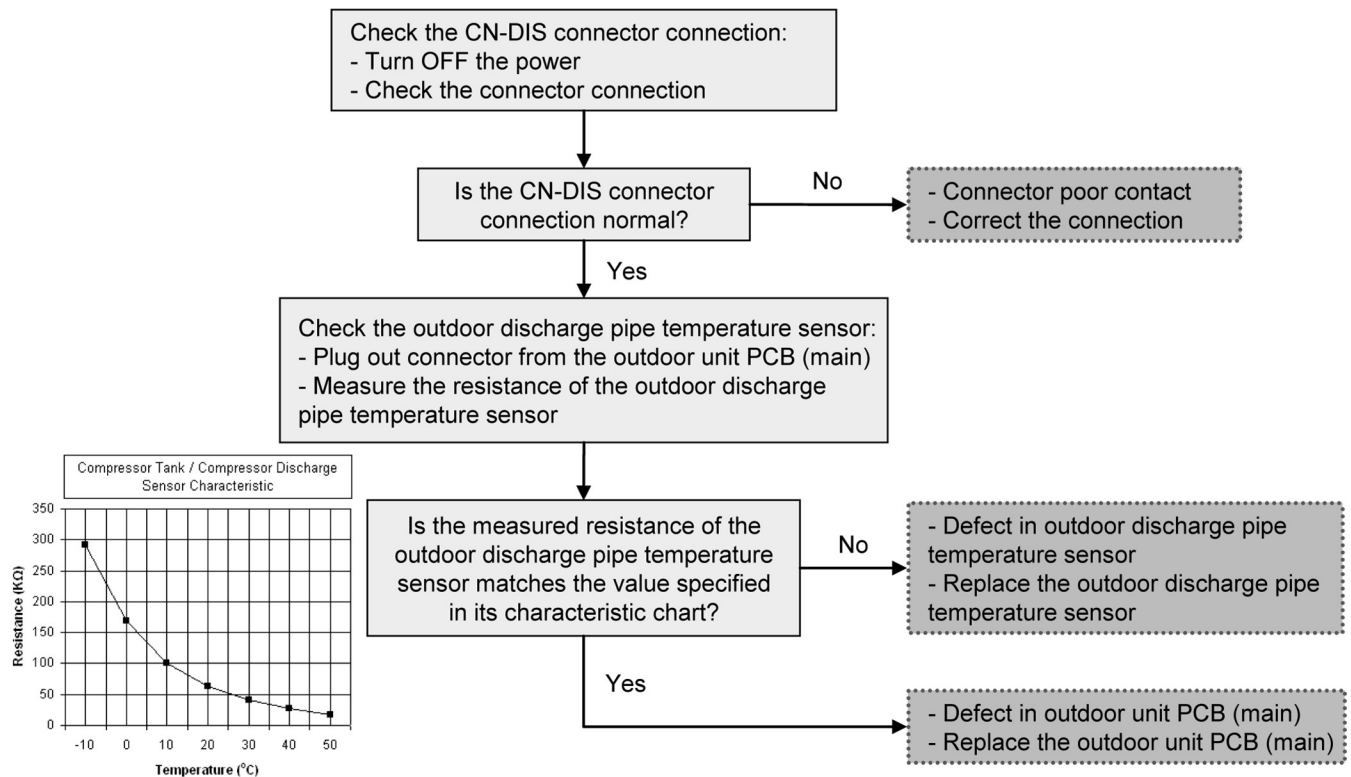 Check the CN-DIS connector connection:
- Turn OFF the power
- Check the connector connection
Is the CN-DIS connector
connection normal?
No
- Connector poor contact
- Correct the connection
Yes
Check the outdoor discharge pipe temperature sensor:
- Plug out connector from the outdoor unit PCB (main)
- Measure the resistance of the outdoor discharge
pipe temperature sensor
Compressor Tank / Compressor Discharge
Sensor Characteristic
Resistance (KΩ)
350
300
250
200
150
100
50
0
-10 0 10 20 30 40 50
Temperature (°C)
Is the measured resistance of the
outdoor discharge pipe temperature
sensor matches the value specified
in its characteristic chart?
No
- Defect in outdoor discharge pipe
temperature sensor
- Replace the outdoor discharge pipe
temperature sensor
Yes
- Defect in outdoor unit PCB (main)
- Replace the outdoor unit PCB (main)